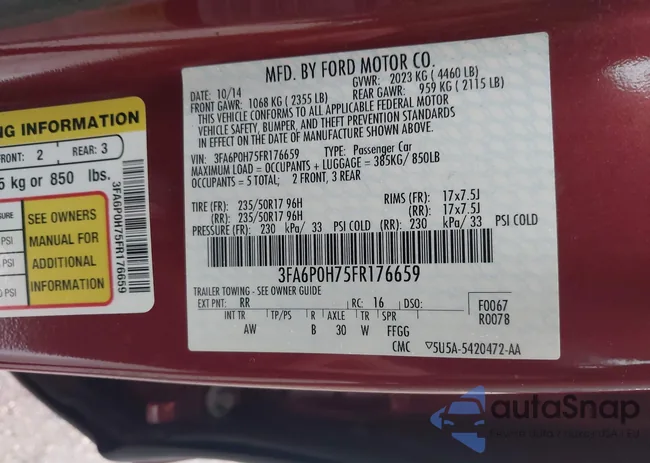 NG INFORMATION
FRONT: 2 REAR: 3
5 kg or 850 lbs.
SURE
PSI
PSI
PSI
SEE OWNERS
MANUAL FOR
ADDITIONAL
INFORMATION
3FA6P0H75FR176659
MFD. BY FORD MOTOR CO.
DATE: 10/14 GVWR: 2023 KG ( 4460 LB)
FRONT GAWR: 1068 KG ( 2355 LB) REAR GAWR: 959 KG ( 2115 LB)
THIS VEHICLE CONFORMS TO ALL APPLICABLE FEDERAL MOTOR
VEHICLE SAFETY, BUMPER, AND THEFT PREVENTION STANDARDS
IN EFFECT ON THE DATE OF MANUFACTURE SHOWN ABOVE.
VIN: 3FA6P0H75FR176659 TYPE: Passenger Car
MAXIMUM LOAD = OCCUPANTS + LUGGAGE = 385KG/ 850LB
OCCUPANTS = 5 TOTAL; 2 FRONT, 3 REAR
TIRE (FR): 235/50R17 96H RIMS (FR): 17x7.5J
(RR): 235/50R17 96H (RR): 17x7.5J
PRESSURE (FR): 230 kPa/ 33 PSI COLD (RR): 230 kPa/ 33 PSI COLD
3FA6P0H75FR176659
TRAILER TOWING - SEE OWNER GUIDE
EXT PNT: RR RC: 16 DSO:
INT TR TP/PS R AXLE TR SPR
AW B 30 W FFGG
F0067
R0078
CMC ▽5U5A-5420472-AA
autoSnap